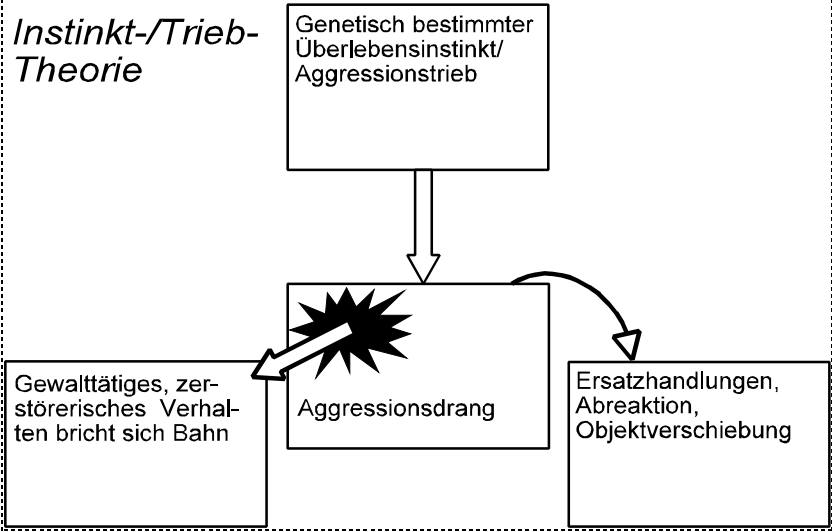 Instinkt-/Trieb-
Theorie
Genetisch bestimmter
Überlebensinstinkt/
Aggressionstrieb
Aggressionsdrang
Gewalttätiges, zer-
störerisches Verhal-
ten bricht sich Bahn
Ersatzhandlungen,
Abreaktion,
Objektverschiebung